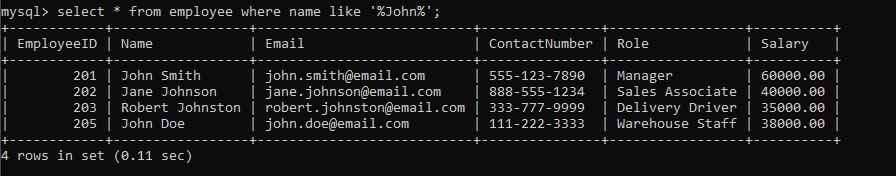 mysql> select * from employee where name like '%John%';
+------------+-----------------+---------------------------+---------------+-----------------+----------+
| EmployeeID | Name            | Email                     | ContactNumber | Role            | Salary   |
+------------+-----------------+---------------------------+---------------+-----------------+----------+
|        201 | John Smith      | john.smith@email.com      | 555-123-7890  | Manager         | 60000.00 |
|        202 | Jane Johnson    | jane.johnson@email.com    | 888-555-1234  | Sales Associate | 40000.00 |
|        203 | Robert Johnston | robert.johnston@email.com | 333-777-9999  | Delivery Driver | 35000.00 |
|        205 | John Doe        | john.doe@email.com        | 111-222-3333  | Warehouse Staff | 38000.00 |
+------------+-----------------+---------------------------+---------------+-----------------+----------+
4 rows in set (0.11 sec)